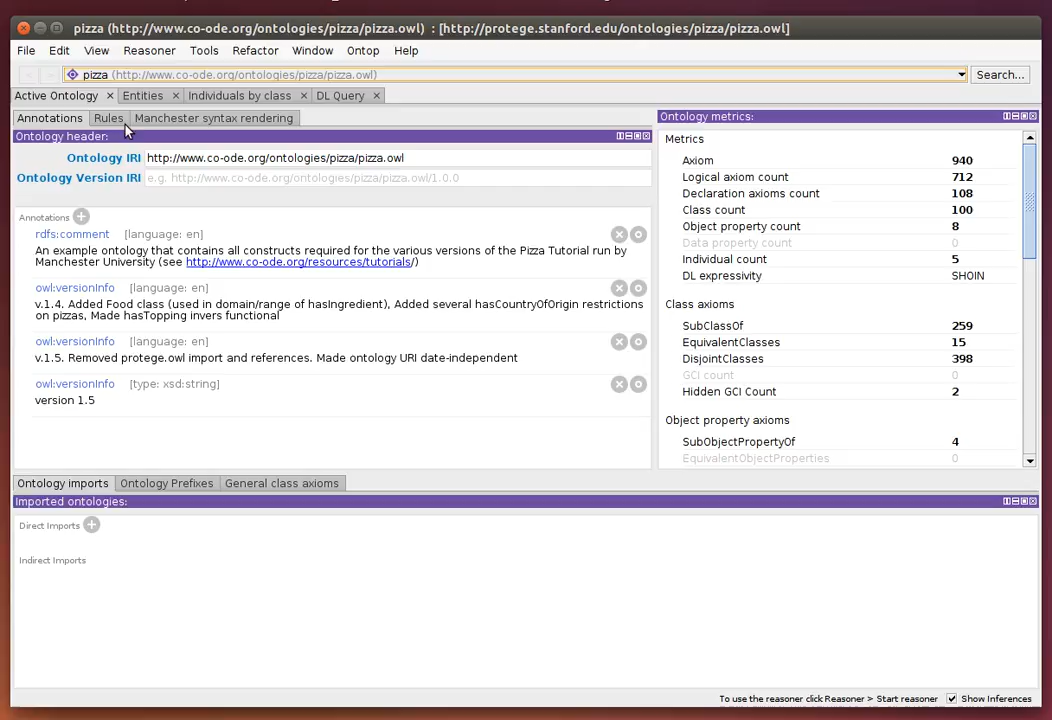 pizza (http://www.co-ode.org/ontologies/pizza/pizza.owl) : [http://protege.stanford.edu/ontologies/pizza/pizza.owl]
File Edit View Reasoner Tools Refactor Window Ontop Help
< > pizza (http://www.co-ode.org/ontologies/pizza/pizza.owl) Search...
Active Ontology × Entities × Individuals by class × DL Query ×
Annotations Rules Manchester syntax rendering
Ontology header:
Ontology IRI http://www.co-ode.org/ontologies/pizza/pizza.owl
Ontology Version IRI e.g. http://www.co-ode.org/ontologies/pizza/pizza.owl/1.0.0
Annotations
rdfs:comment [language: en]
An example ontology that contains all constructs required for the various versions of the Pizza Tutorial run by
Manchester University (see http://www.co-ode.org/resources/tutorials/)
owl:versionInfo [language: en]
v.1.4. Added Food class (used in domain/range of hasIngredient), Added several hasCountryOfOrigin restrictions
on pizzas, Made hasTopping invers functional
owl:versionInfo [language: en]
v.1.5. Removed protege.owl import and references. Made ontology URI date-independent
owl:versionInfo [type: xsd:string]
version 1.5
Ontology metrics:
Metrics
Axiom 940
Logical axiom count 712
Declaration axioms count 108
Class count 100
Object property count 8
Data property count 0
Individual count 5
DL expressivity SHOIN
Class axioms
SubClassOf 259
EquivalentClasses 15
DisjointClasses 398
GCI count 0
Hidden GCI Count 2
Object property axioms
SubObjectPropertyOf 4
EquivalentObjectProperties 0
Ontology imports Ontology Prefixes General class axioms
Imported ontologies:
Direct Imports
Indirect Imports
To use the reasoner click Reasoner > Start reasoner Show Inferences